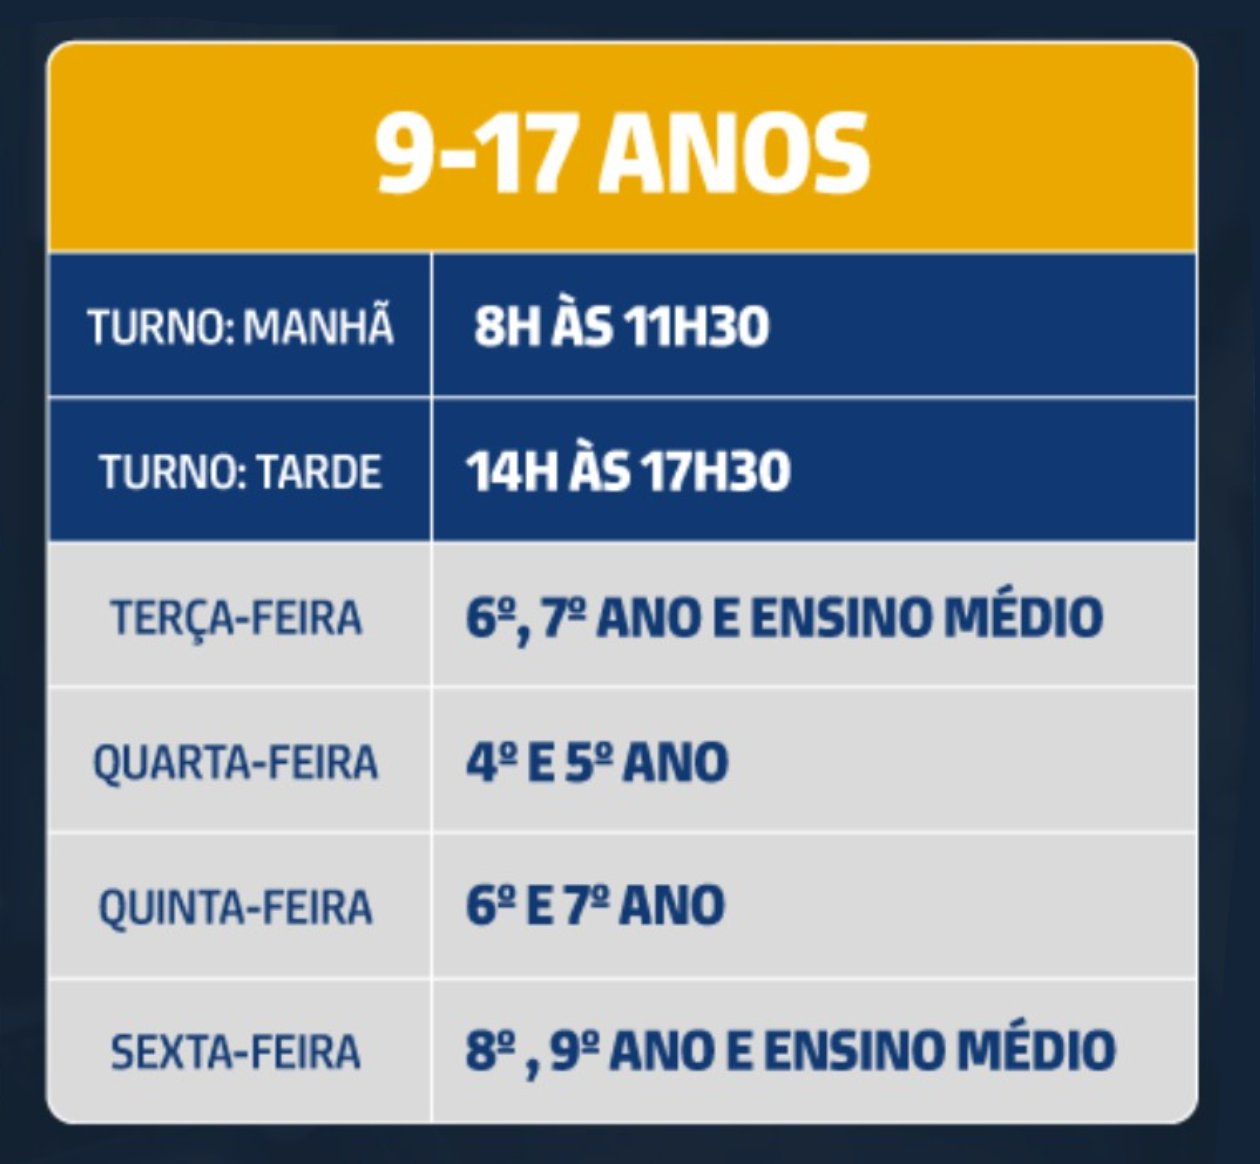 9-17 ANOS
TURNO: MANHÃ 8H ÀS 11H30
TURNO: TARDE 14H ÀS 17H30
TERÇA-FEIRA 6º, 7º ANO E ENSINO MÉDIO
QUARTA-FEIRA 4º E 5º ANO
QUINTA-FEIRA 6º E 7º ANO
SEXTA-FEIRA 8º , 9º ANO E ENSINO MÉDIO